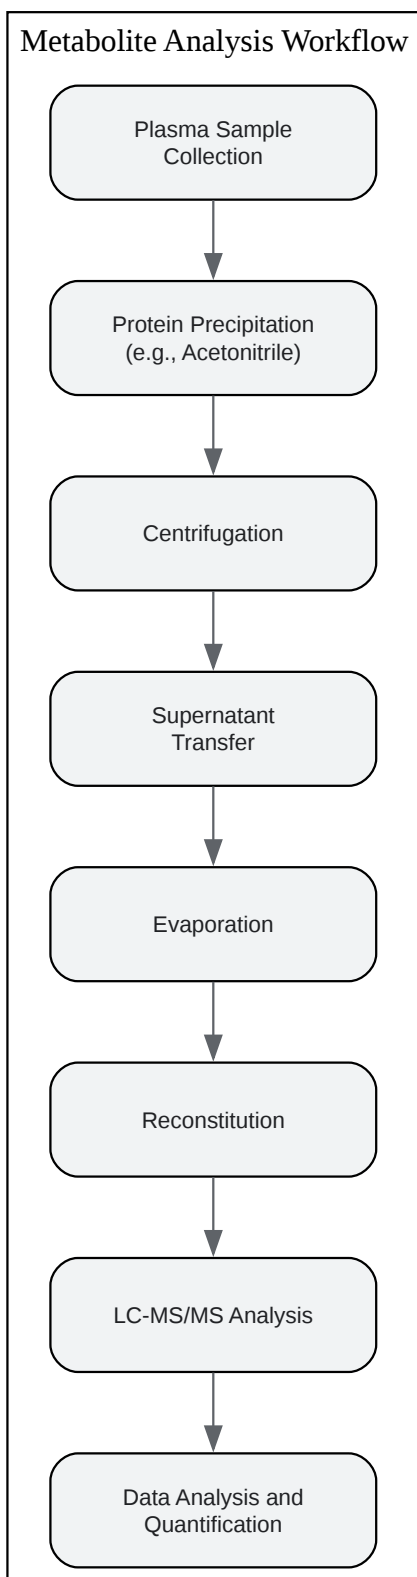 Metabolite Analysis Workflow
Plasma Sample
Collection
Protein Precipitation
(e.g., Acetonitrile)
Centrifugation
Supernatant
Transfer
Evaporation
Reconstitution
LC-MS/MS Analysis
Data Analysis and
Quantification